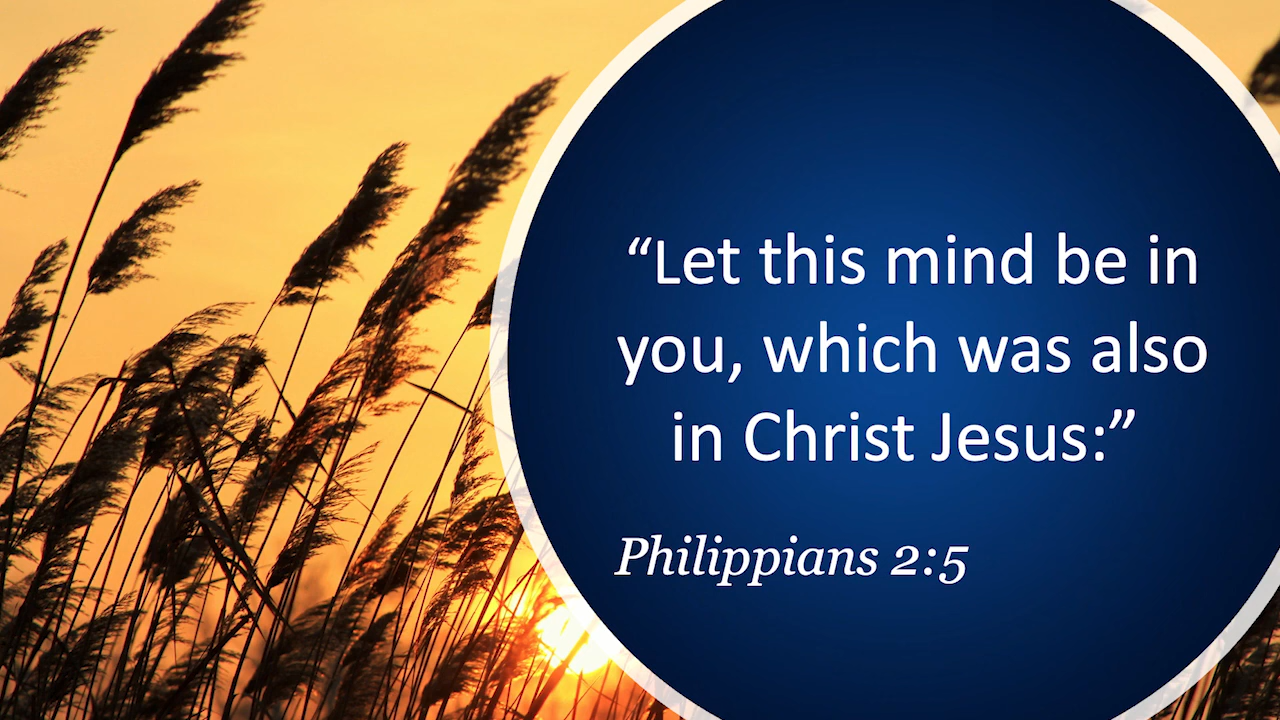 “Let this mind be in
you, which was also
in Christ Jesus:”
Philippians 2:5